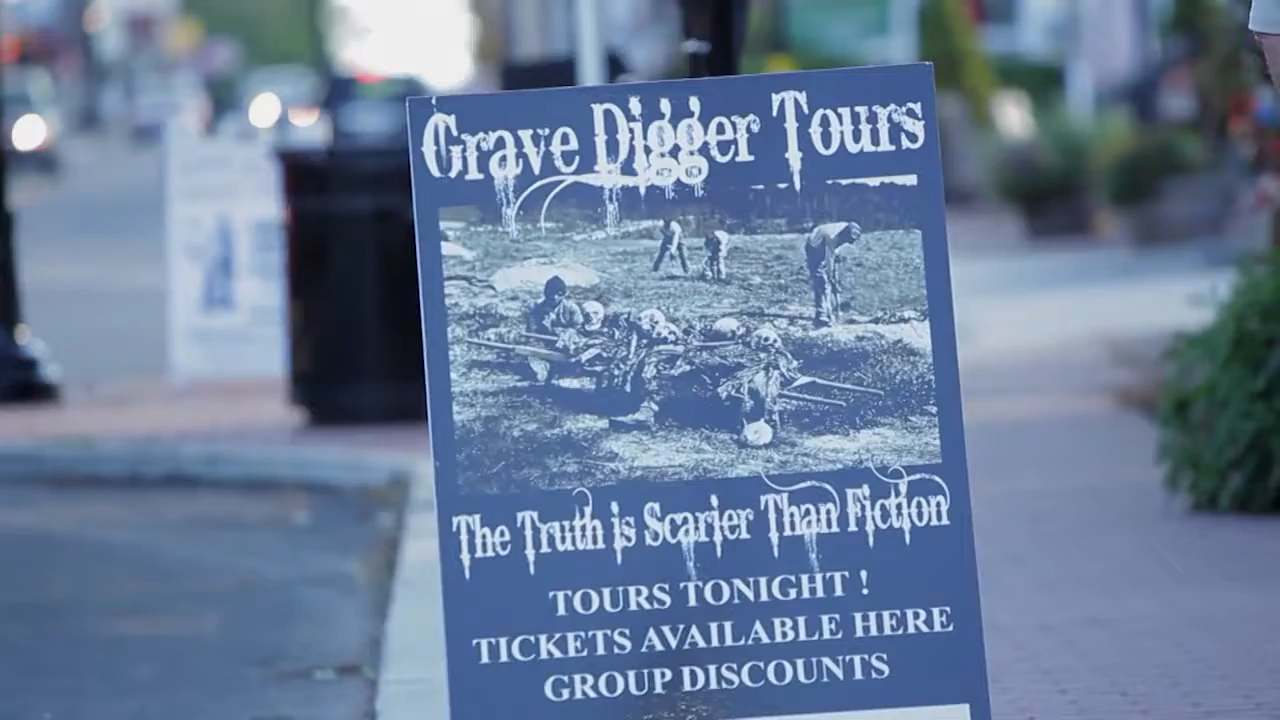 Grave Digger Tours
The Truth is Scarier Than Fiction
TOURS TONIGHT !
TICKETS AVAILABLE HERE
GROUP DISCOUNTS